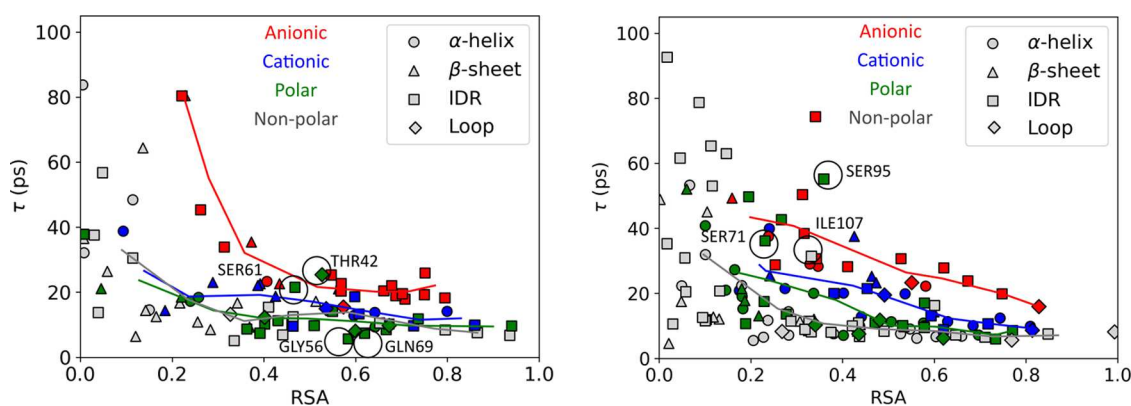 100
80
60
40
20
0
τ (ps)
0.0
0.2
0.4
0.6
0.8
1.0
RSA
Anionic
Cationic
Polar
Non-polar
α-helix
β-sheet
IDR
Loop
SER61
THR42
GLY56
GLN69
100
80
60
40
20
0
τ (ps)
0.0
0.2
0.4
0.6
0.8
1.0
RSA
Anionic
Cationic
Polar
Non-polar
α-helix
β-sheet
IDR
Loop
SER95
SER71
ILE107